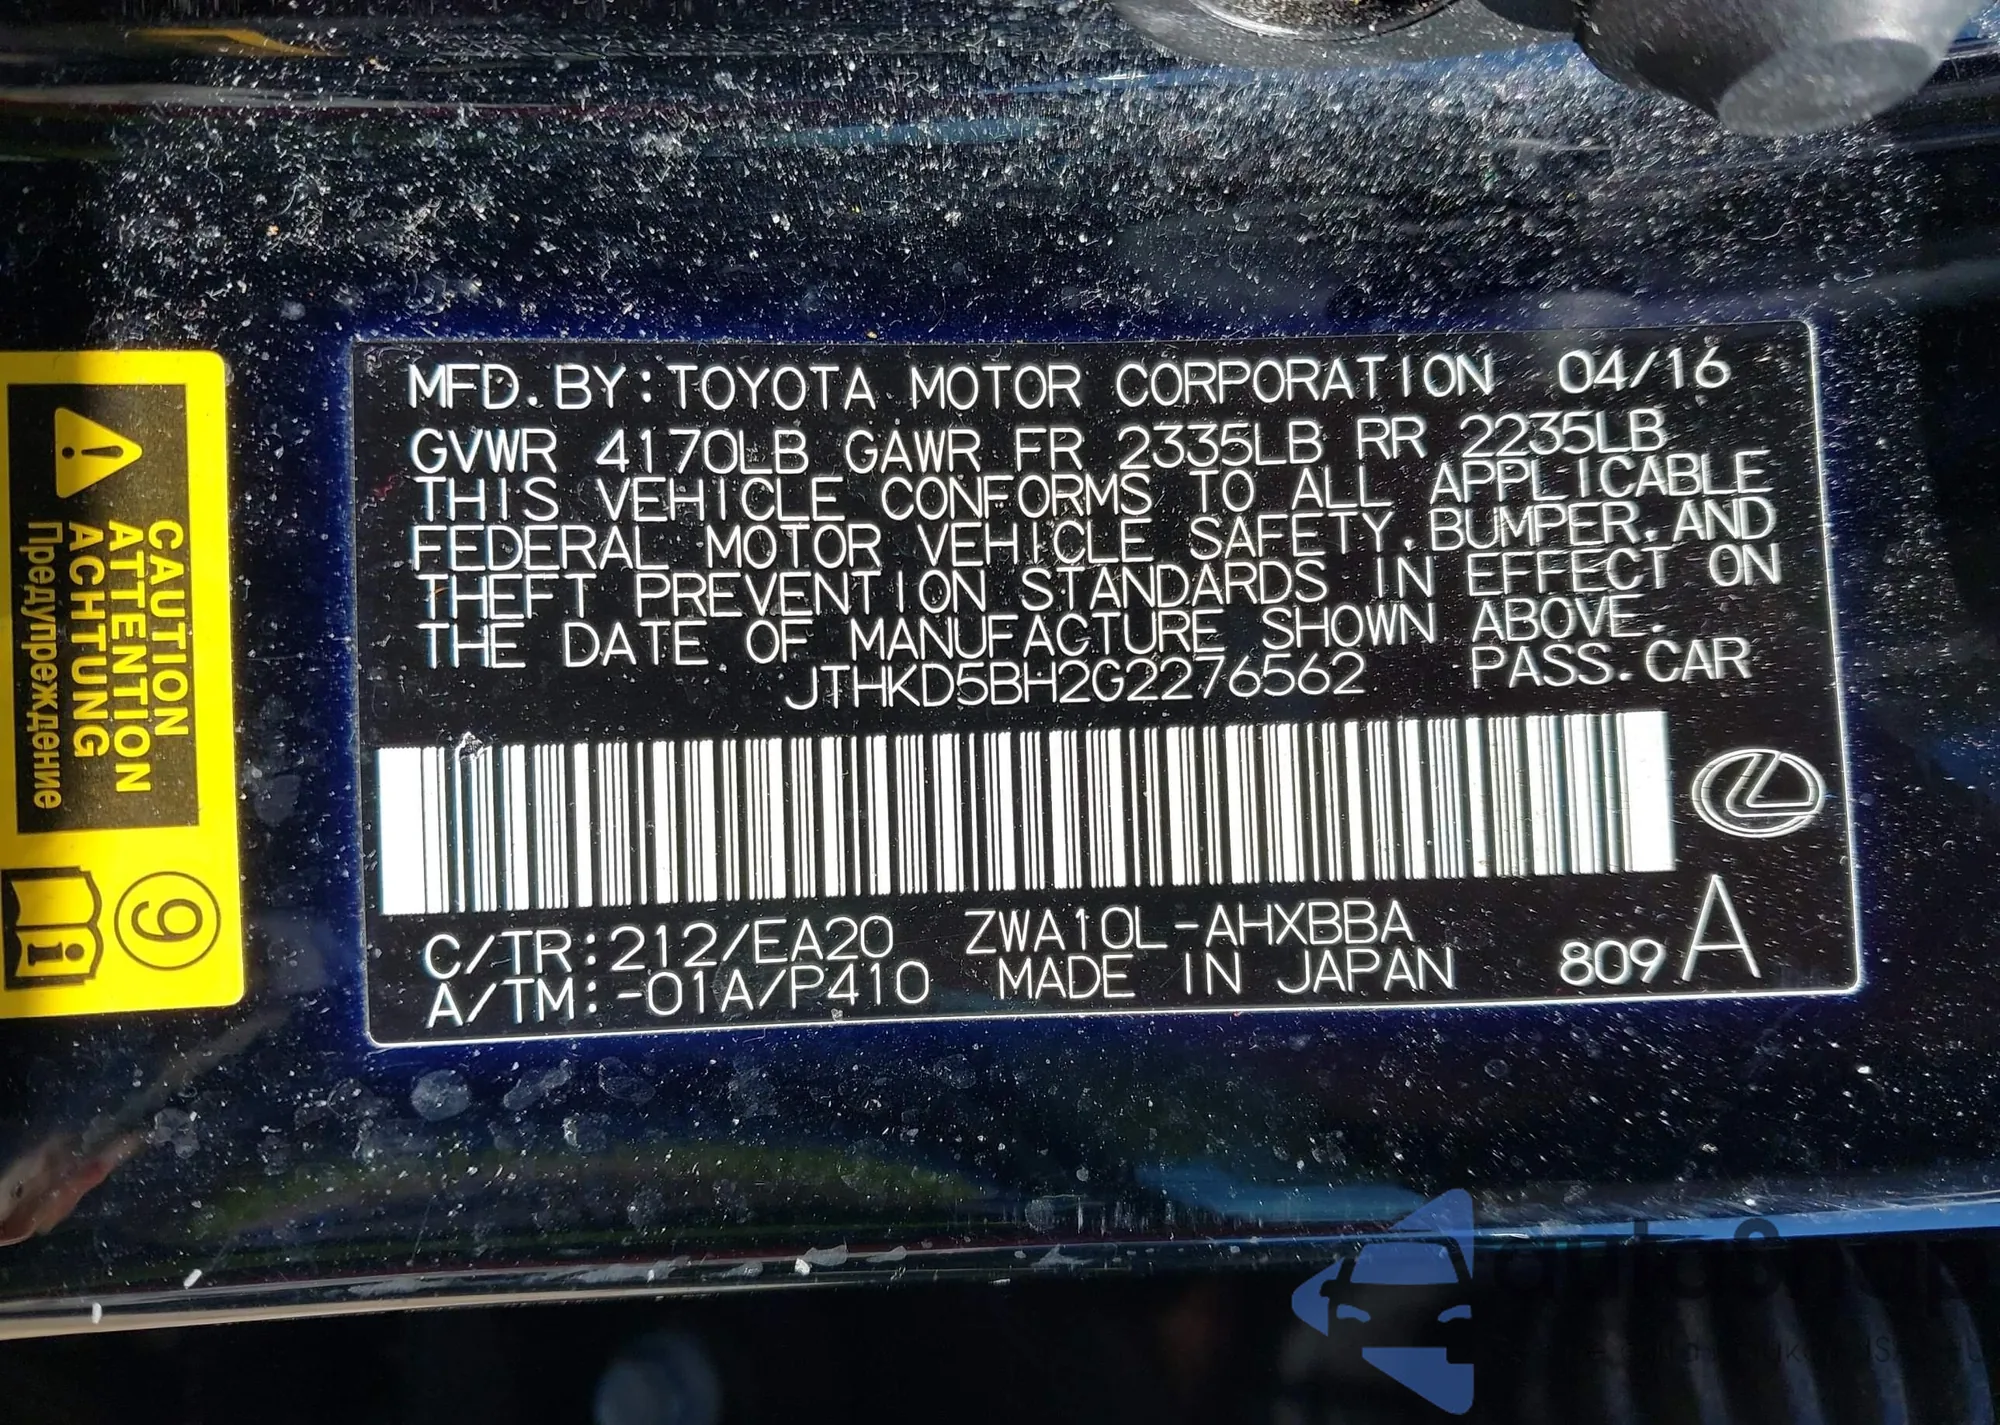 MFD.BY:TOYOTA MOTOR CORPORATION 04/16
GVWR 4170LB GAWR FR 2335LB RR 2235LB
THIS VEHICLE CONFORMS TO ALL APPLICABLE
FEDERAL MOTOR VEHICLE SAFETY,BUMPER,AND
THEFT PREVENTION STANDARDS IN EFFECT ON
THE DATE OF MANUFACTURE SHOWN ABOVE.
JTHKD5BH2G2276562 PASS.CAR
C/TR:212/EA20 ZWA10L-AHXBBA
A/TM:-01A/P410 MADE IN JAPAN 809 A
CAUTION
ATTENTION
ACHTUNG
Предупреждение
9